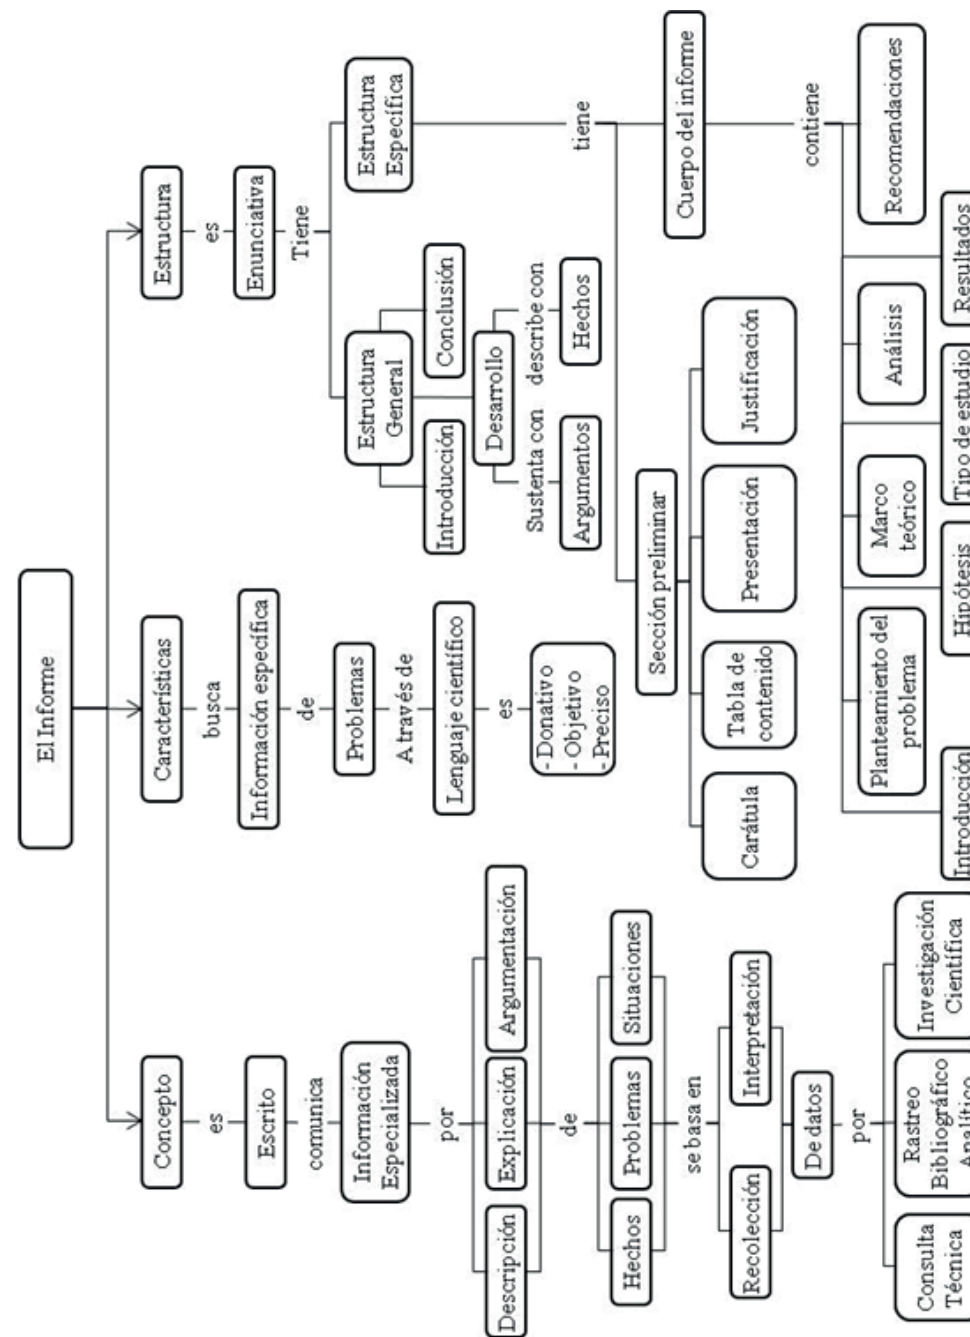 El Informe
Concepto
es
Escrito
comunica
Información
Especializada
por
Descripción
Explicación
Argumentación
de
Hechos
Problemas
Situaciones
se basa en
Recolección
Interpretación
De datos
por
Consulta
Técnica
Rastreo
Bibliográfico
Analítico
Investigación
Científica
Características
busca
Información específica
de
Problemas
A través de
Lenguaje científico
es
- Donativo
- Objetivo
- Preciso
Estructura
es
Enunciativa
Tiene
Estructura
General
Introducción
Conclusión
Desarrollo
Sustenta con
describe con
Argumentos
Hechos
Estructura
Específica
tiene
Sección preliminar
Carátula
Tabla de
contenido
Presentación
Justificación
Cuerpo del informe
contiene
Introducción
Planteamiento del
problema
Hipótesis
Marco
teórico
Tipo de estudio
Análisis
Resultados
Recomendaciones